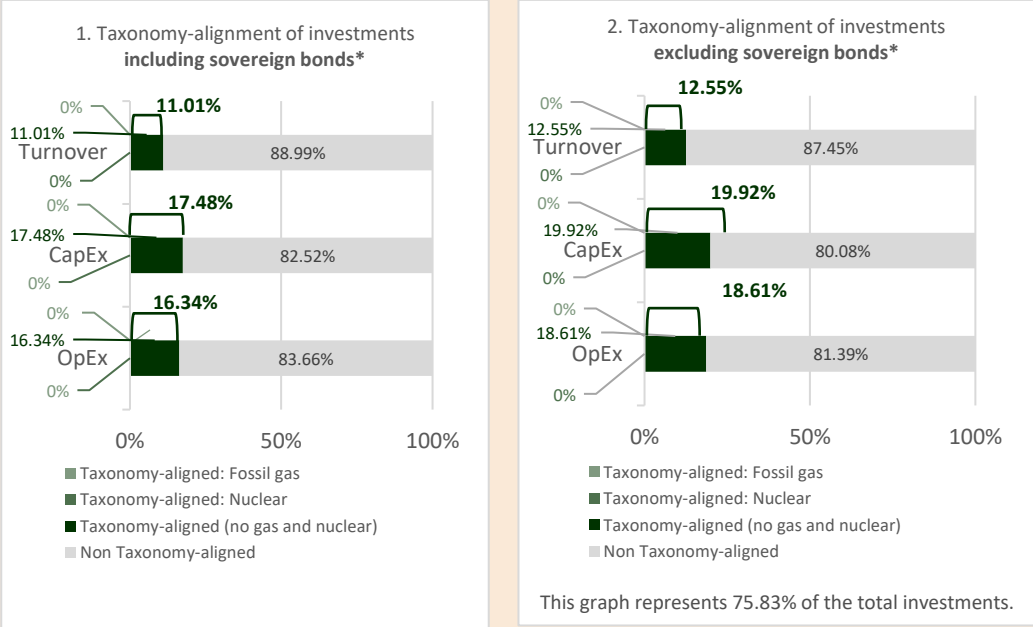 1. Taxonomy-alignment of investments
including sovereign bonds*
0%
11.01%
11.01%
Turnover
88.99%
0%
0%
17.48%
17.48%
CapEx
82.52%
0%
0%
16.34%
16.34%
OpEx
83.66%
0%
0%
50%
100%
Taxonomy-aligned: Fossil gas
Taxonomy-aligned: Nuclear
Taxonomy-aligned (no gas and nuclear)
Non Taxonomy-aligned
2. Taxonomy-alignment of investments
excluding sovereign bonds*
12.55%
0%
12.55%
Turnover
87.45%
0%
19.92%
0%
19.92%
CapEx
80.08%
0%
18.61%
0%
18.61%
OpEx
81.39%
0%
0%
50%
100%
Taxonomy-aligned: Fossil gas
Taxonomy-aligned: Nuclear
Taxonomy-aligned (no gas and nuclear)
Non Taxonomy-aligned
This graph represents 75.83% of the total investments.